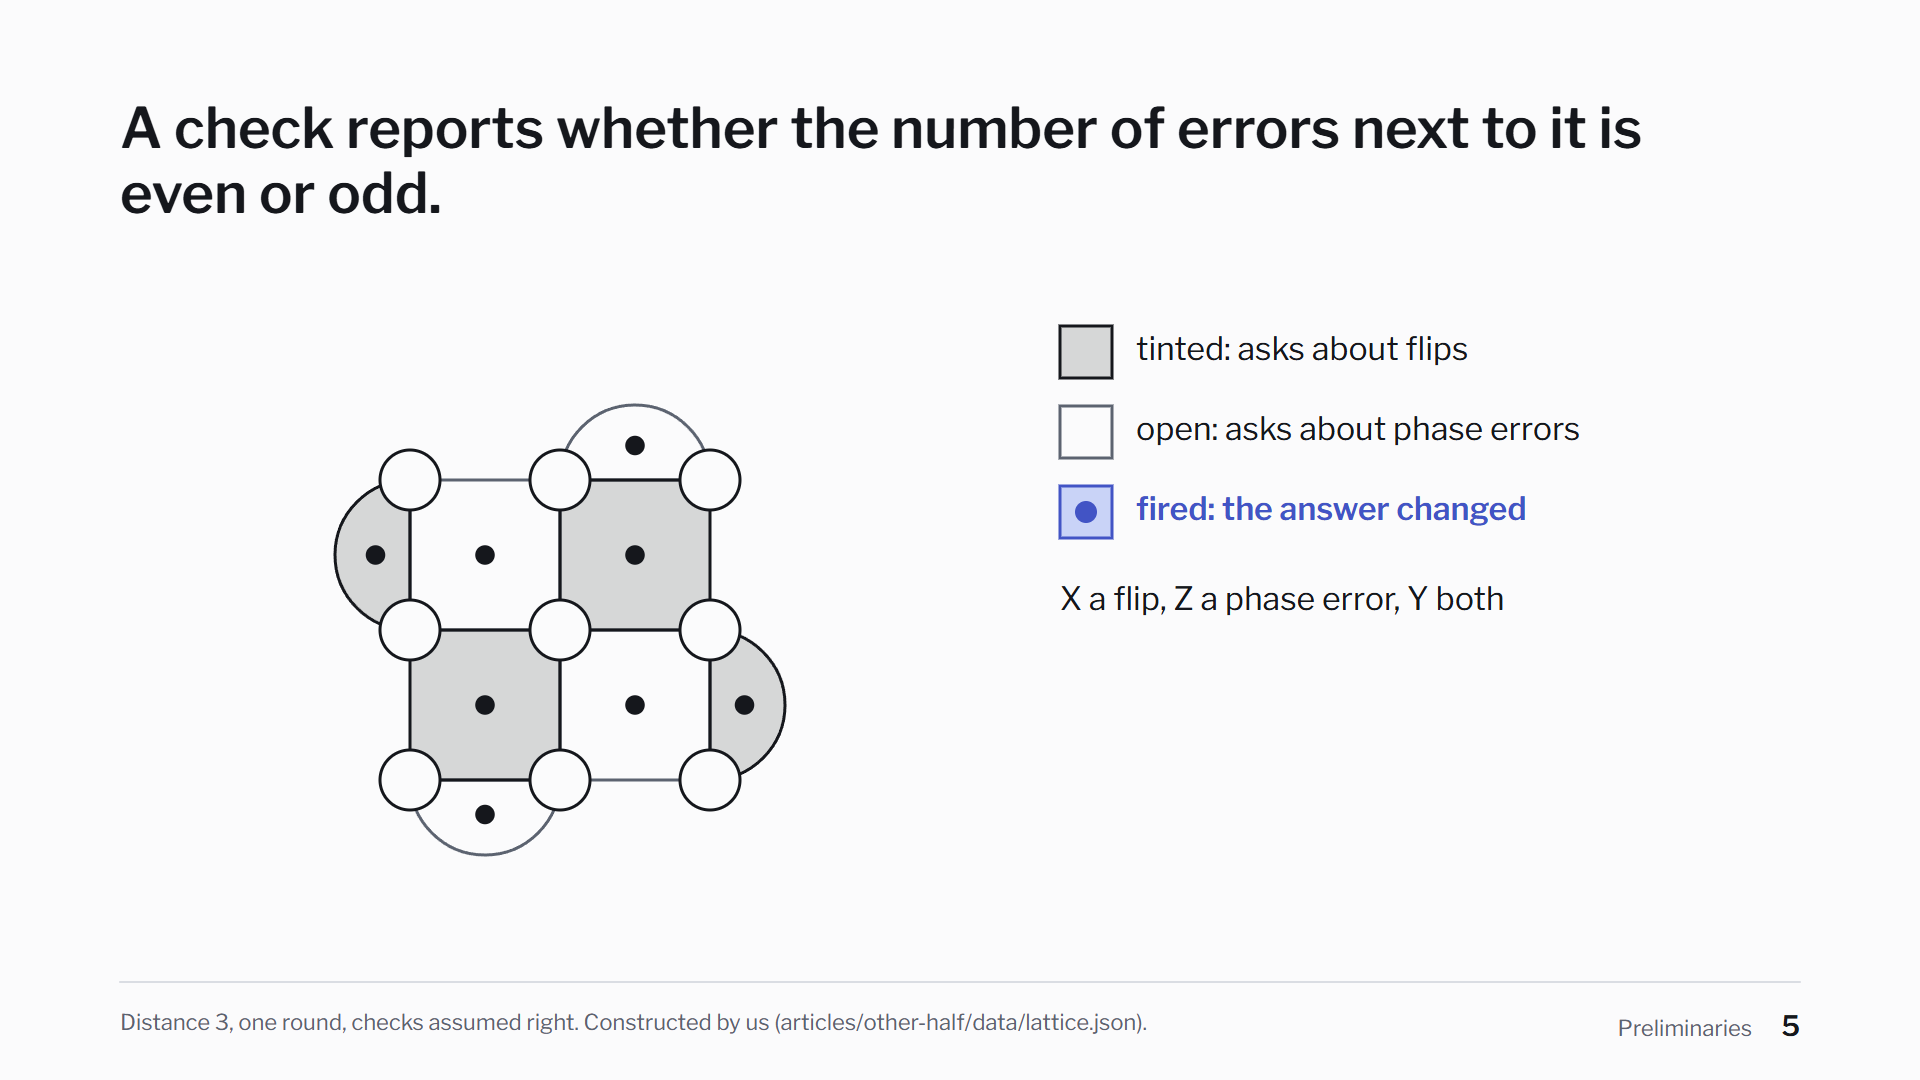 A check reports whether the number of errors next to it is
even or odd.
tinted: asks about flips
open: asks about phase errors
fired: the answer changed
X a flip, Z a phase error, Y both
Distance 3, one round, checks assumed right. Constructed by us (articles/other-half/data/lattice.json).
Preliminaries 5